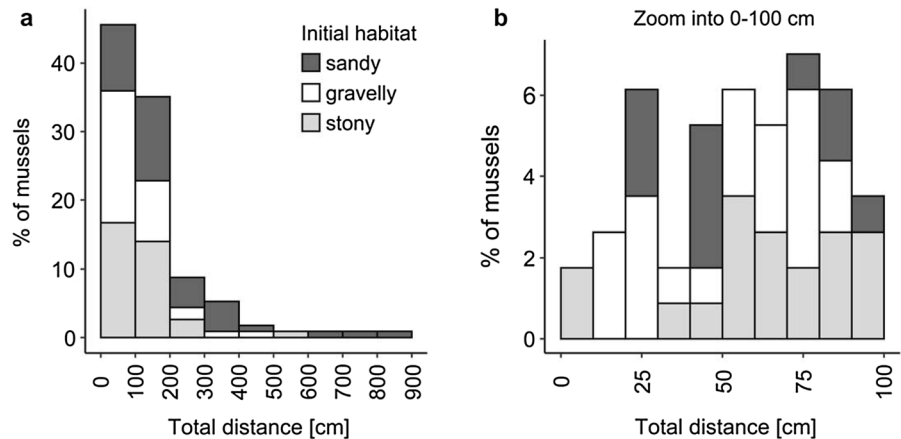 a
Initial habitat
sandy
gravelly
stony
% of mussels
40
30
20
10
0
0
100
200
300
400
500
600
700
800
900
Total distance [cm]
b
Zoom into 0-100 cm
% of mussels
6
4
2
0
0
25
50
75
100
Total distance [cm]